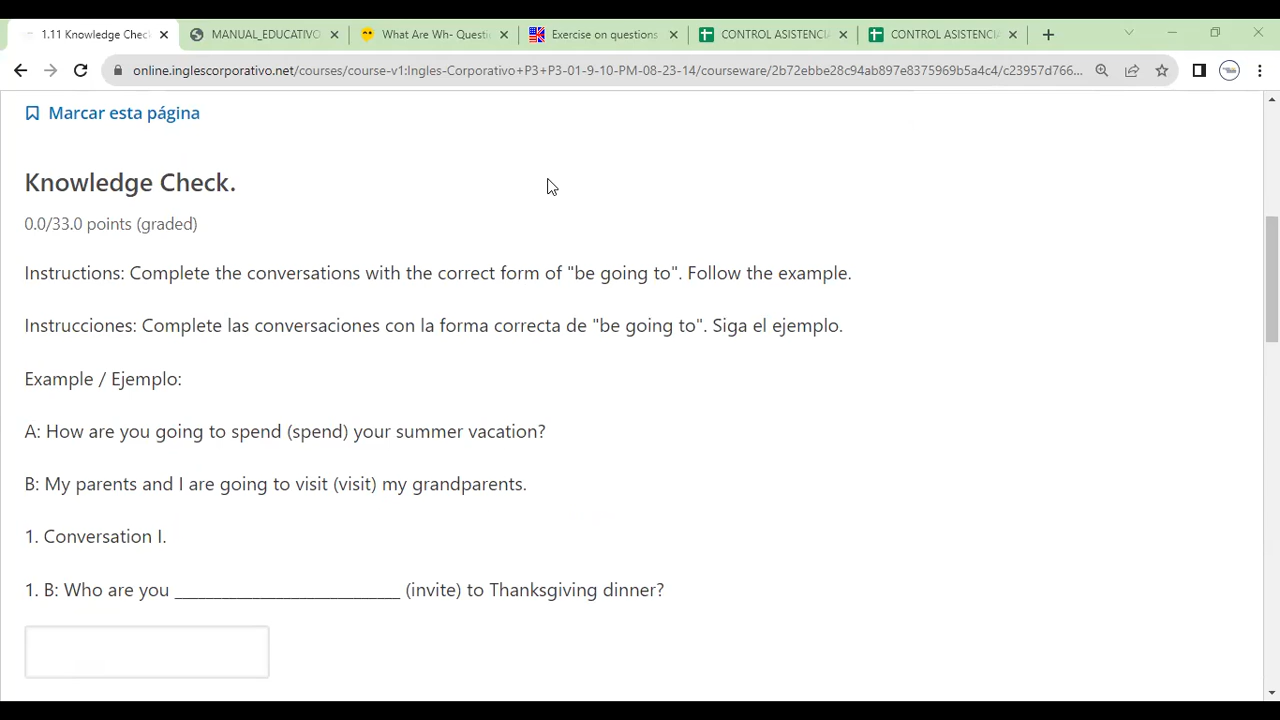 1.11 Knowledge Chec
MANUAL_EDUCATIVO
What Are Wh- Questi
Exercise on questions
CONTROL ASISTENCIA
CONTROL ASISTENCIA
online.inglescorporativo.net/courses/course-v1:Ingles-Corporativo+P3+P3-01-9-10-PM-08-23-14/courseware/2b72ebbe28c94ab897e8375969b5a4c4/c23957d766...
Marcar esta página
Knowledge Check.
0.0/33.0 points (graded)
Instructions: Complete the conversations with the correct form of "be going to". Follow the example.
Instrucciones: Complete las conversaciones con la forma correcta de "be going to". Siga el ejemplo.
Example / Ejemplo:
A: How are you going to spend (spend) your summer vacation?
B: My parents and I are going to visit (visit) my grandparents.
1. Conversation I.
1. B: Who are you ___________________________ (invite) to Thanksgiving dinner?